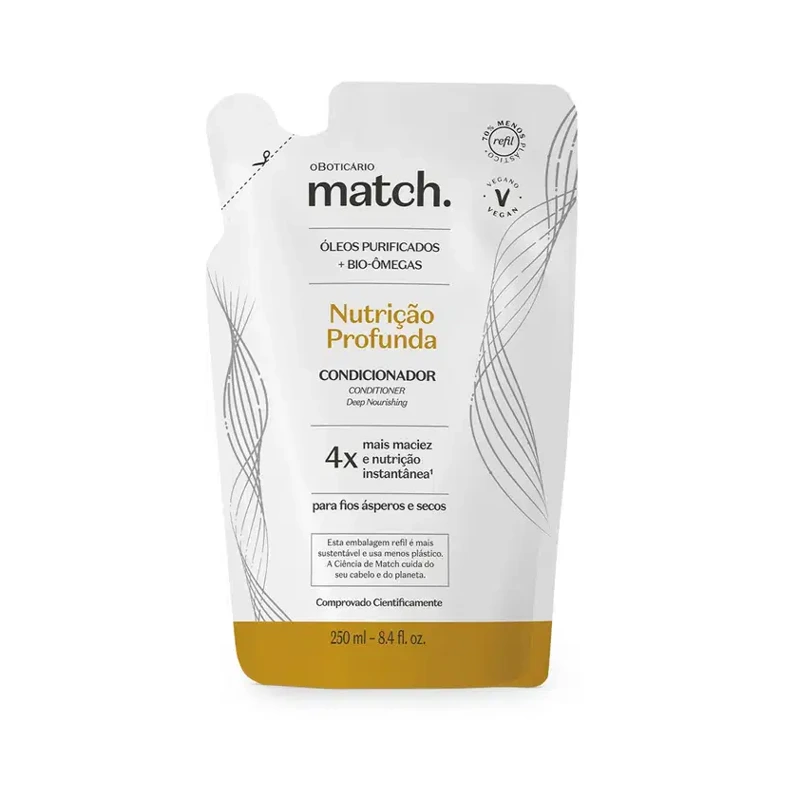 70% MENOS
PLÁSTICO*
refil
VEGANO
V
VEGAN
oBOTICÁRIO
match.
ÓLEOS PURIFICADOS
+ BIO-ÔMEGAS
Nutrição
Profunda
CONDICIONADOR
CONDITIONER
Deep Nourishing
4x
mais maciez
e nutrição
instantânea¹
para fios ásperos e secos
Esta embalagem refil é mais
sustentável e usa menos plástico.
A Ciência de Match cuida do
seu cabelo e do planeta.
Comprovado Cientificamente
250 ml – 8.4 fl. oz.